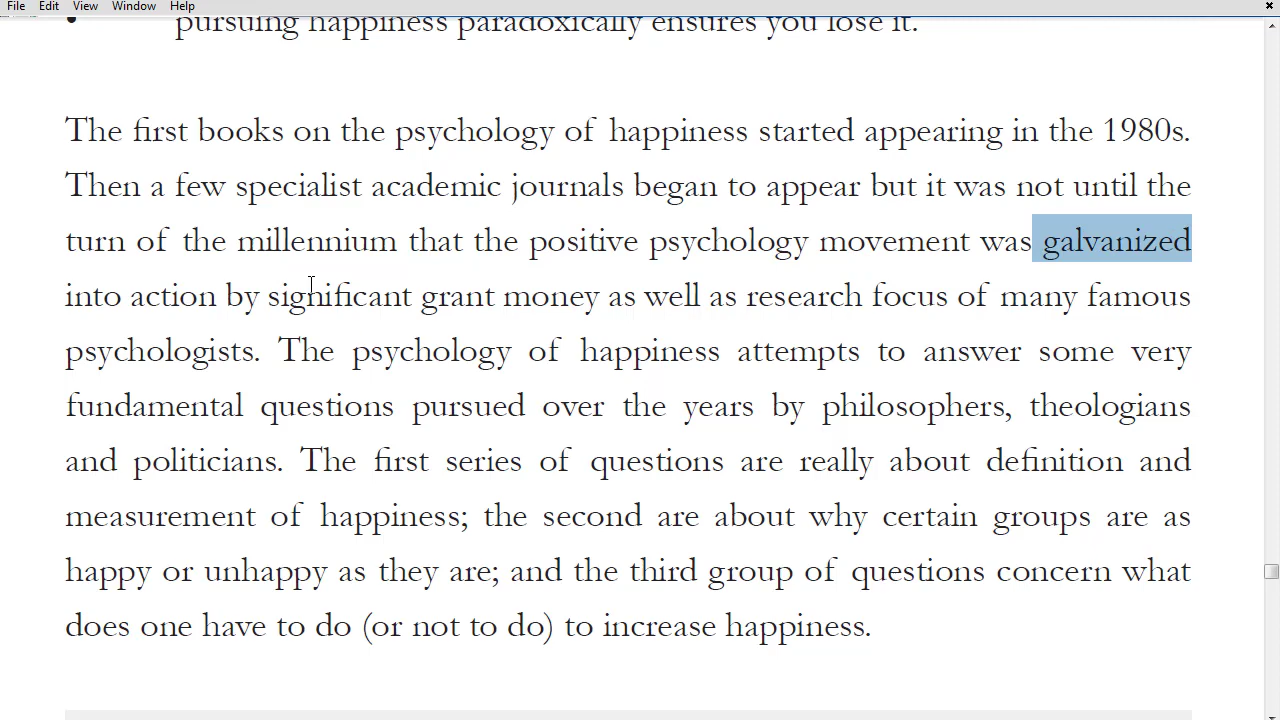 File Edit View Window Help
pursuing happiness paradoxically ensures you lose it.
The first books on the psychology of happiness started appearing in the 1980s.
Then a few specialist academic journals began to appear but it was not until the
turn of the millennium that the positive psychology movement was galvanized
into action by significant grant money as well as research focus of many famous
psychologists. The psychology of happiness attempts to answer some very
fundamental questions pursued over the years by philosophers, theologians
and politicians. The first series of questions are really about definition and
measurement of happiness; the second are about why certain groups are as
happy or unhappy as they are; and the third group of questions concern what
does one have to do (or not to do) to increase happiness.